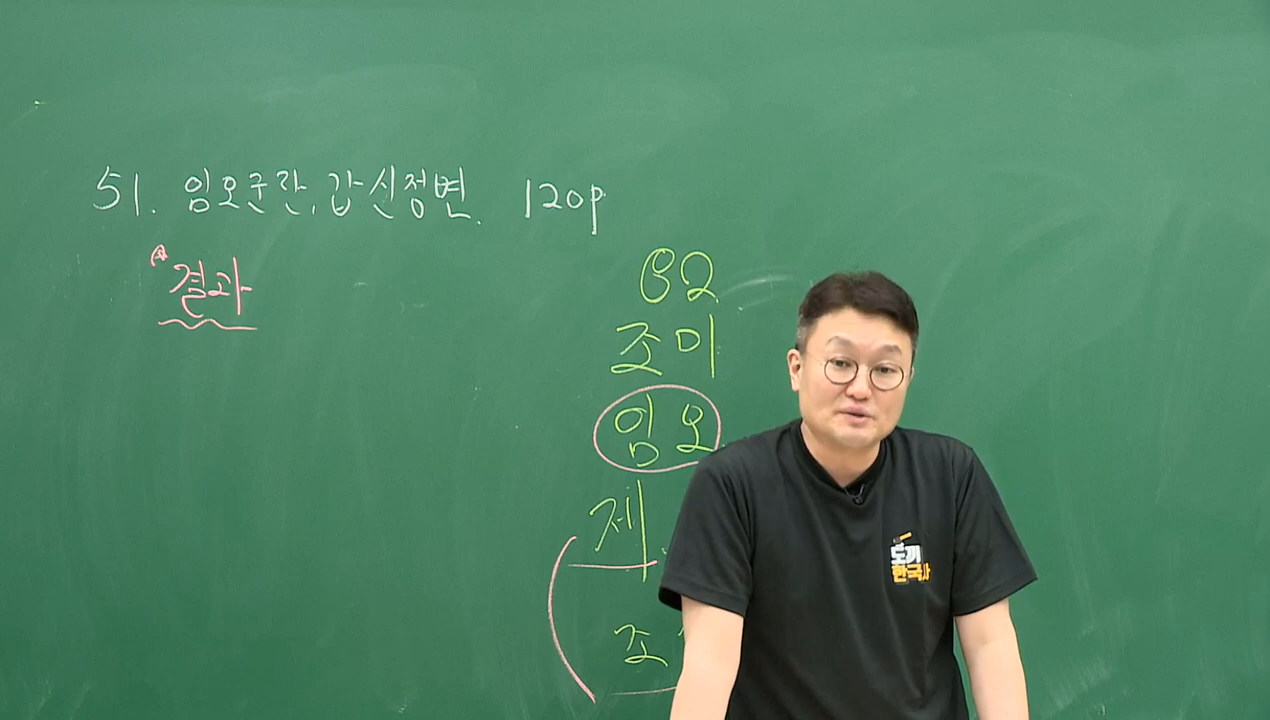 51. 임오군란, 갑신정변. 120p
결과
82
조미
임오
제
조
도끼
한국사